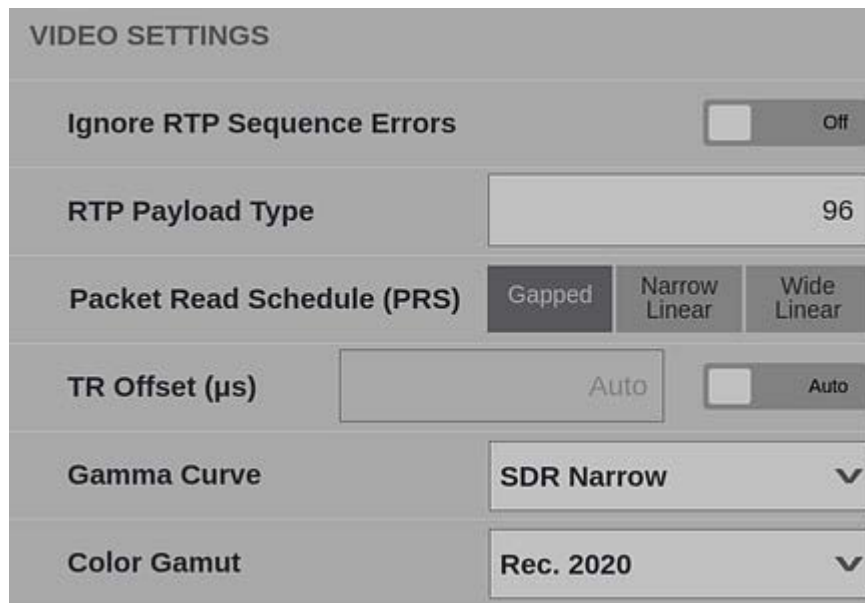 VIDEO SETTINGS
Ignore RTP Sequence Errors Off
RTP Payload Type 96
Packet Read Schedule (PRS) Gapped Narrow Linear Wide Linear
TR Offset (µs) Auto Auto
Gamma Curve SDR Narrow
Color Gamut Rec. 2020